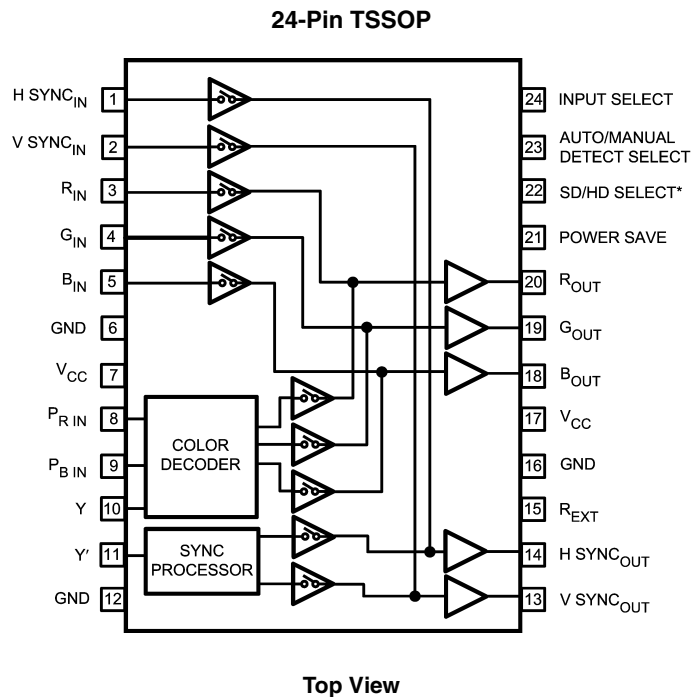 24-Pin TSSOP
H SYNCIN 1
V SYNCIN 2
RIN 3
GIN 4
BIN 5
GND 6
VCC 7
PR IN 8
PB IN 9
Y 10
Y′ 11
GND 12
COLOR
DECODER
SYNC
PROCESSOR
24 INPUT SELECT
23 AUTO/MANUAL
DETECT SELECT
22 SD/HD SELECT*
21 POWER SAVE
20 ROUT
19 GOUT
18 BOUT
17 VCC
16 GND
15 REXT
14 H SYNCOUT
13 V SYNCOUT
Top View